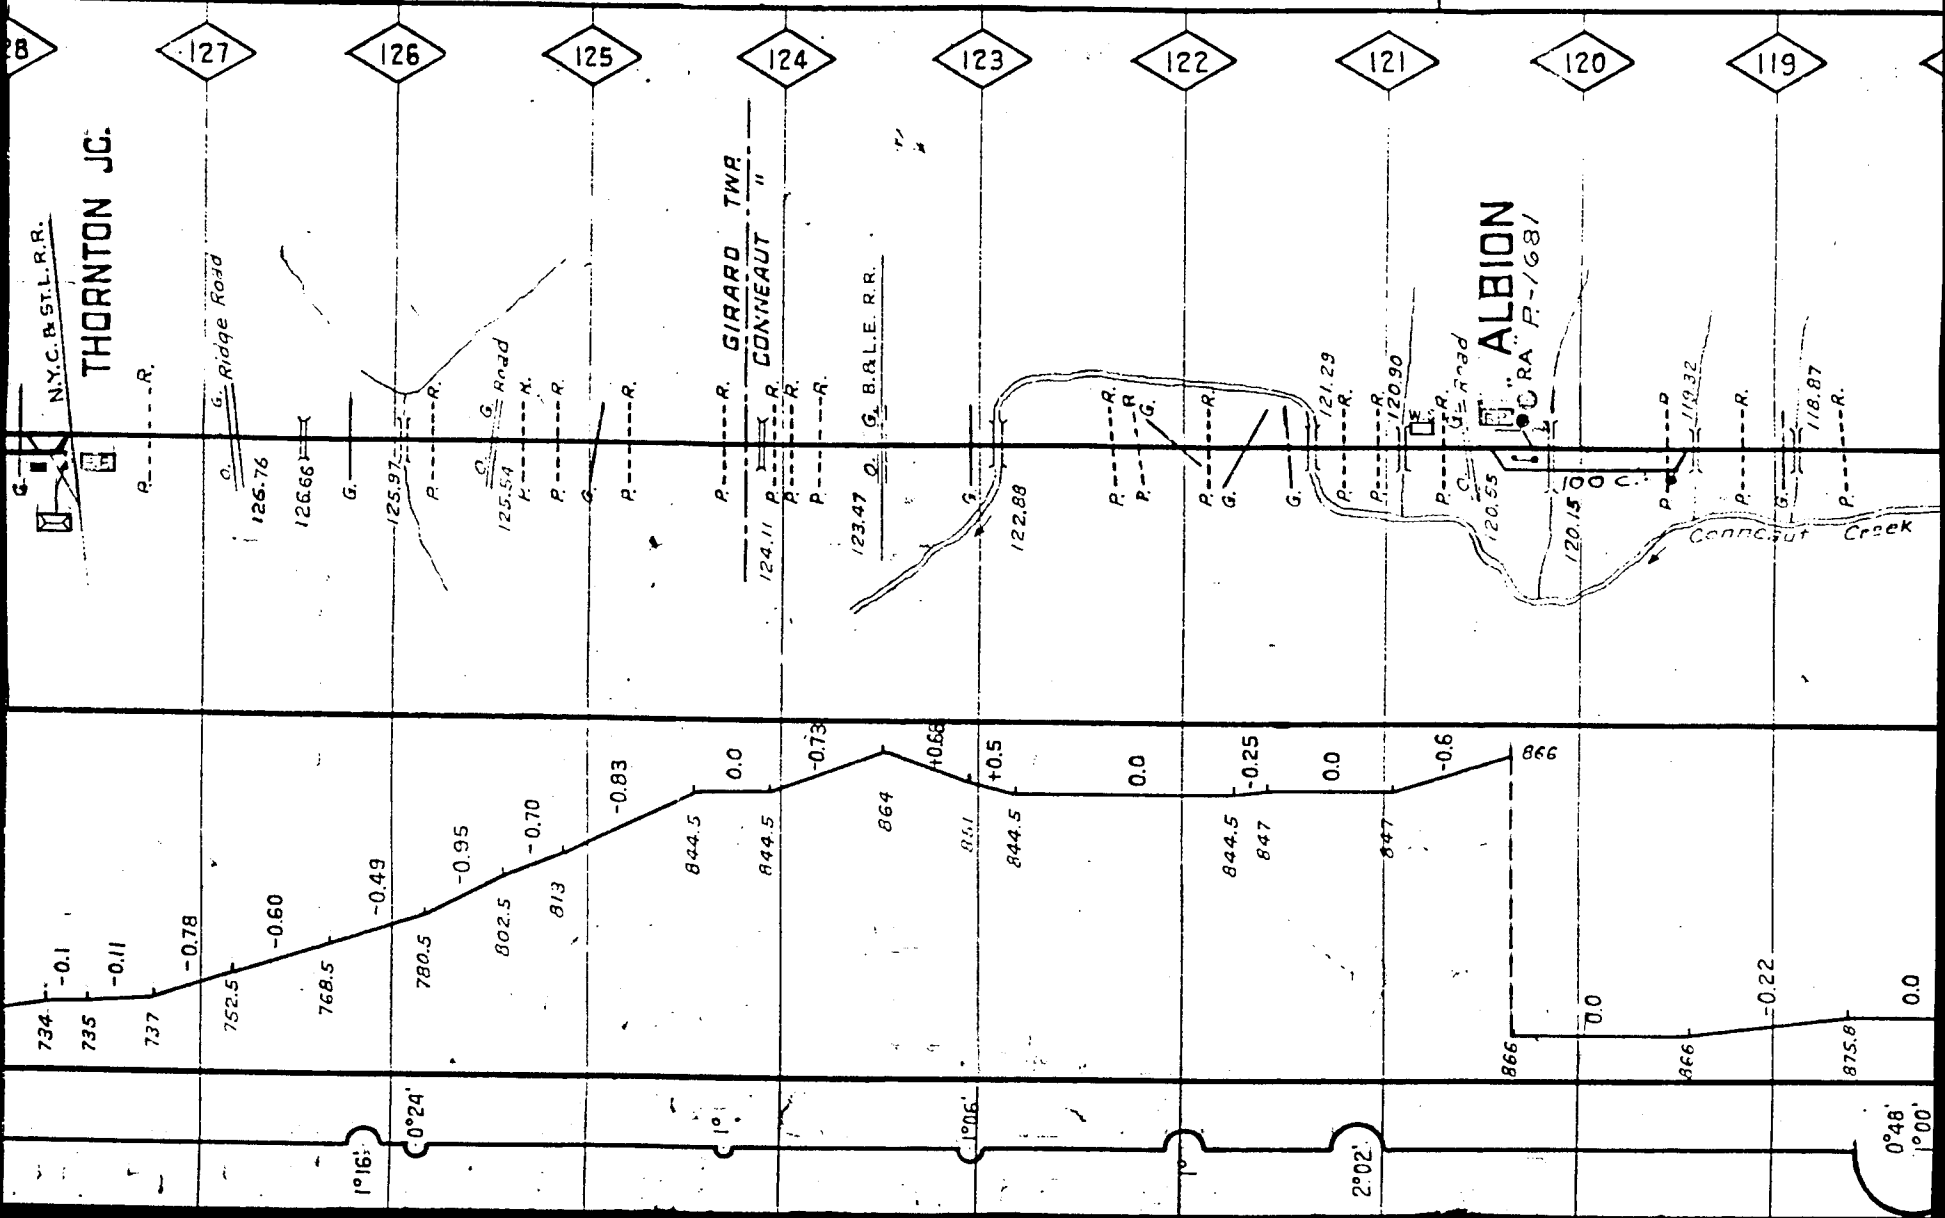 127
126
125
124
123
122
121
120
119
N.Y.C. & ST.L. R.R.
THORNTON JC.
G.
P. R.
O. G. Ridge Road
126.76
126.66
G.
125.97
P. R.
O. G. Road
125.54
P. R.
P. R.
G.
P. R.
P. R.
GIRARD TWP.
CONNEAUT "
124.11
P. R.
P. R.
P. R.
123.47
O. G. B.&L.E. R.R.
G.
122.88
P. R.
P. R.
G.
P. R.
G.
G.
121.29
P. R.
P. R.
120.90
W
P. R.
O. G. Road
120.55
ALBION
"RA" P-1681
120.15
100 C.
P. R.
119.32
P. R.
G.
118.87
P. R.
Conneaut Creek
-0.1
-0.11
-0.78
-0.60
-0.49
-0.95
-0.70
-0.83
0.0
-0.73
+0.68
+0.5
0.0
-0.25
0.0
-0.6
866
0.0
-0.22
0.0
734
735
737
752.5
768.5
780.5
802.5
813
844.5
844.5
864
851
844.5
844.5
847
847
866
866
875.8
1°16'
0°24'
1°
1°06'
1°
2°02'
0°48'
1°00'